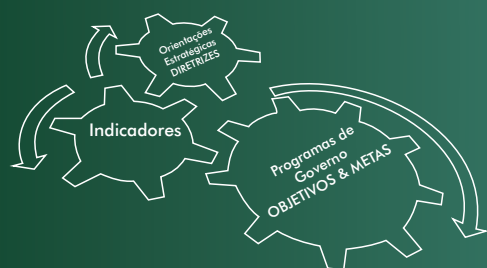 Orientações
Estratégicas
DIRETRIZES
Indicadores
Programas de
Governo
OBJETIVOS & METAS